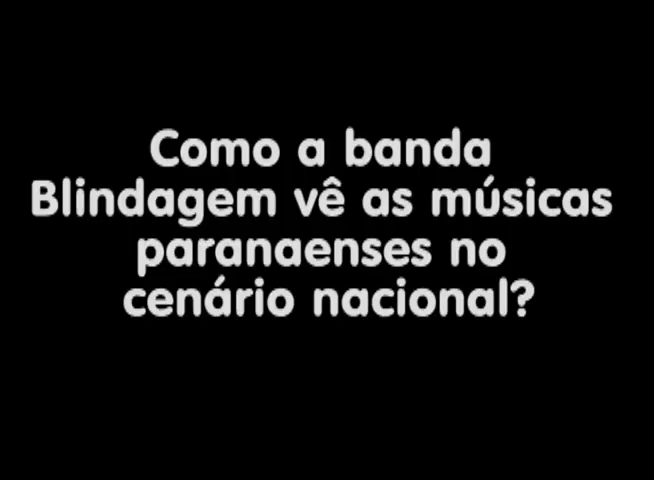 Como a banda
Blindagem vê as músicas
paranaenses no
cenário nacional?